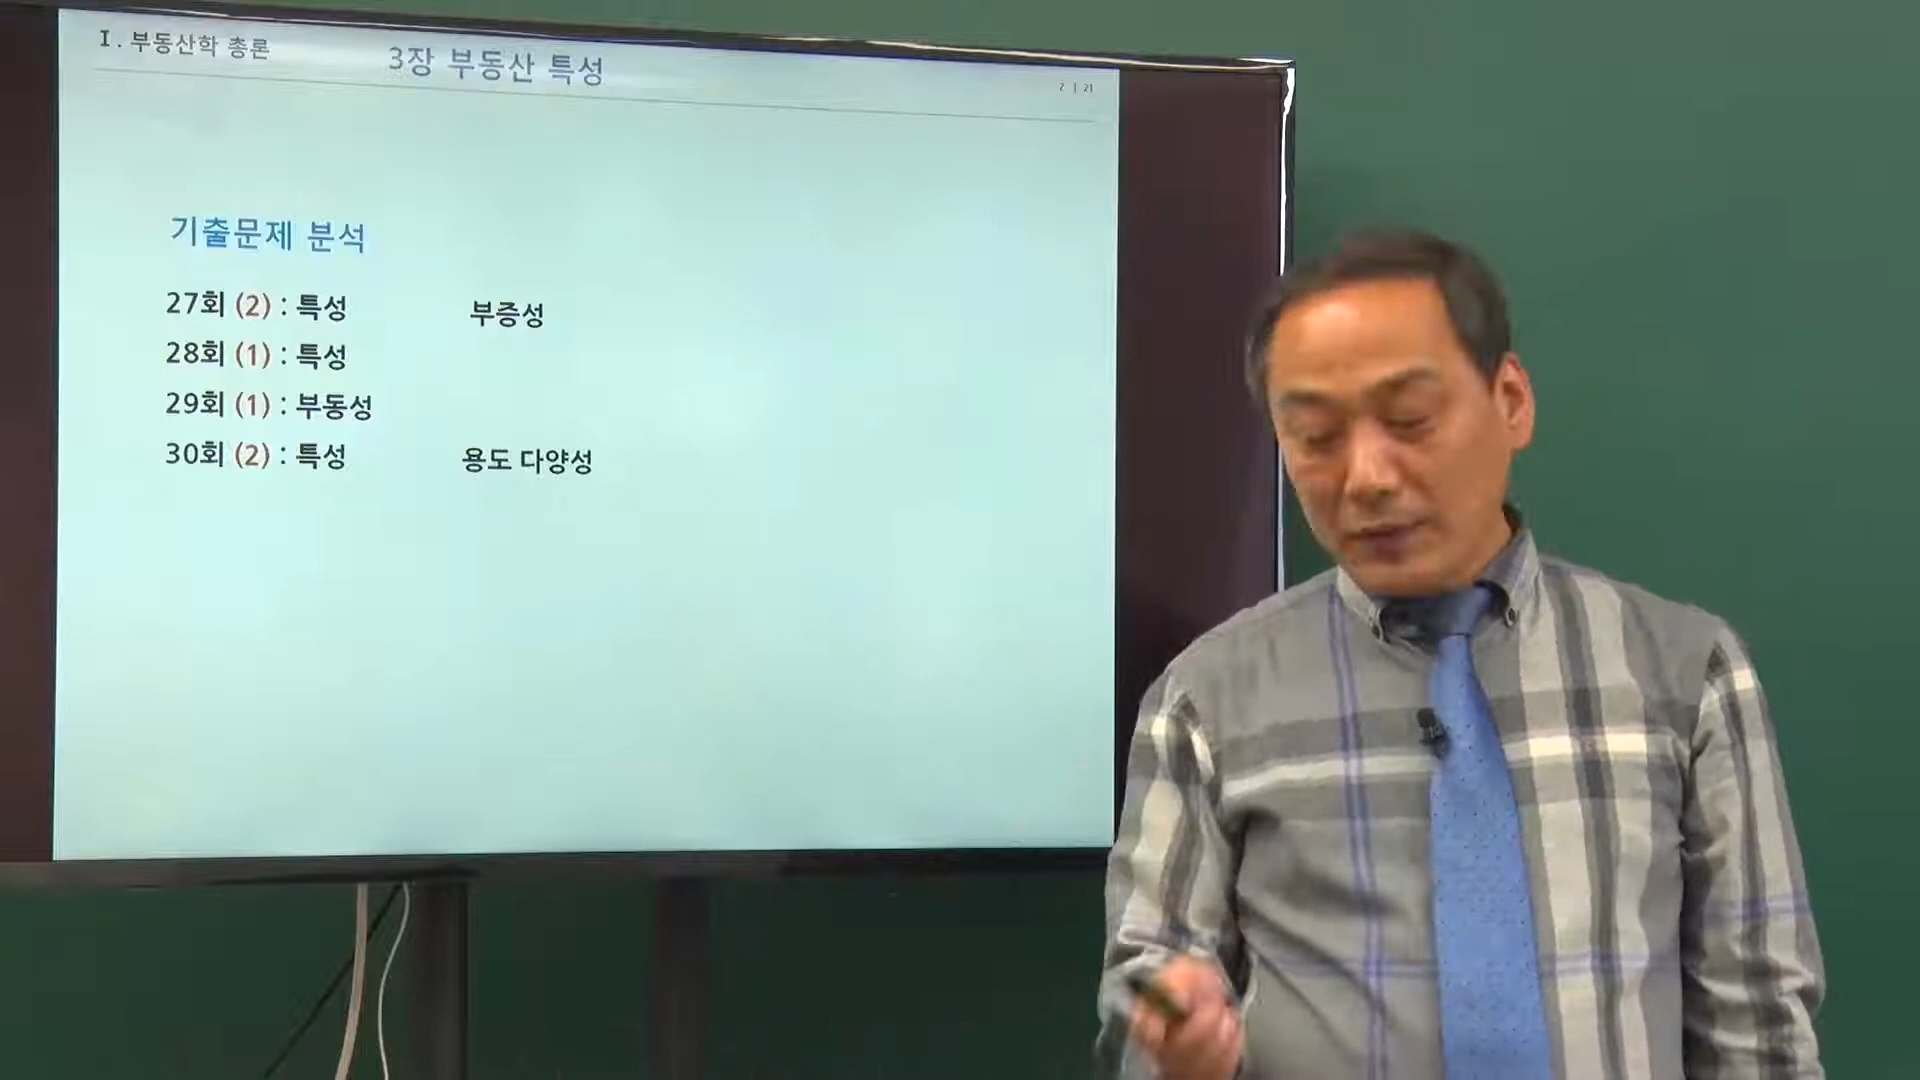 I. 부동산학 총론
3장 부동산 특성
2 | 21
기출문제 분석
27회 (2) : 특성 부증성
28회 (1) : 특성
29회 (1) : 부동성
30회 (2) : 특성 용도 다양성